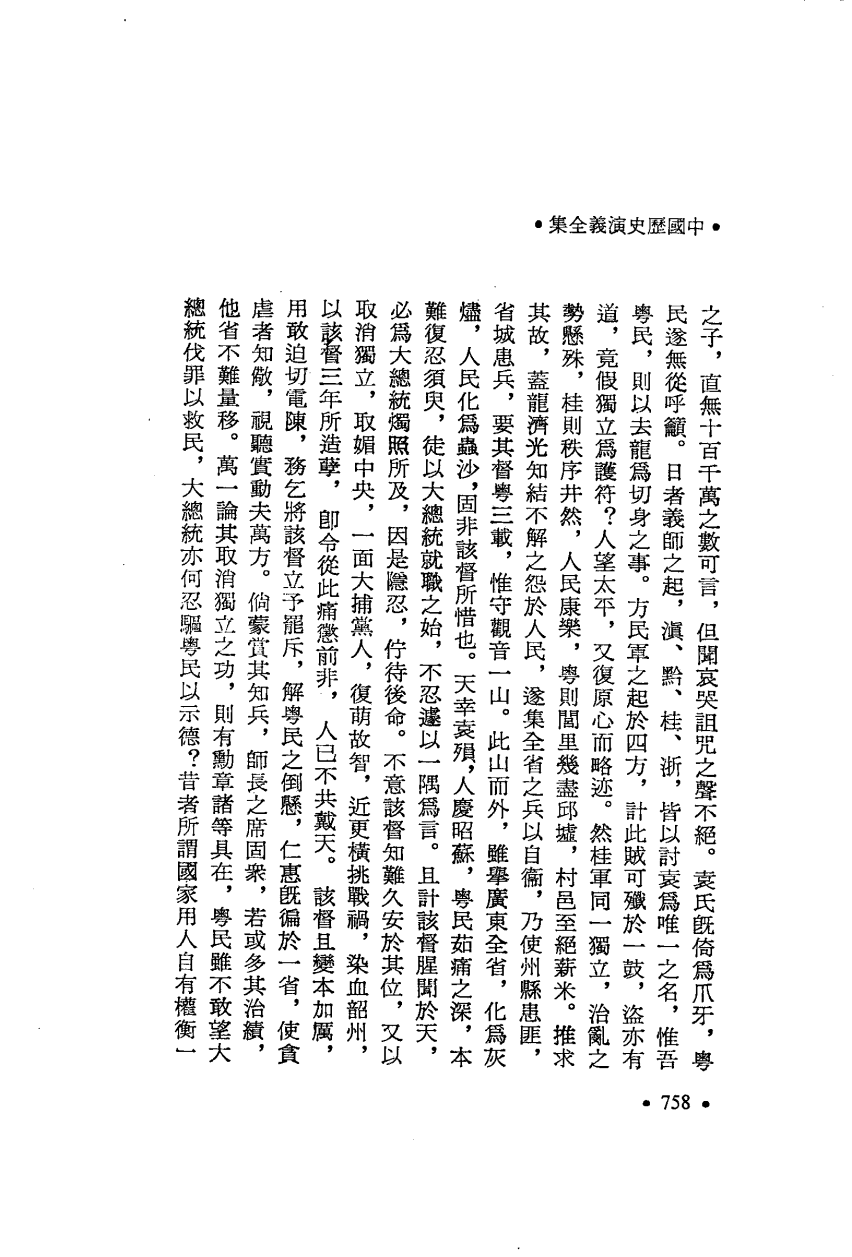 •中國歷史演義全集•
之子，直無十百千萬之數可言，但聞哀哭詛咒之聲不絕。袁氏旣倚爲爪牙，粵
民遂無從呼籲。日者義師之起，滇、黔、桂、浙，皆以討袁爲唯一之名，惟吾
粵民，則以去龍爲切身之事。方民軍之起於四方，計此賊可殲於一鼓，盜亦有
道，竟假獨立爲護符？人望太平，又復原心而略迹。然桂軍同一獨立，治亂之
勢懸殊，桂則秩序井然，人民康樂，粵則閭里幾盡邱墟，村邑至絕薪米。推求
其故，蓋龍濟光知結不解之怨於人民，遂集全省之兵以自衞，乃使州縣患匪，
省城患兵，要其督粵三載，惟守觀音一山。此山而外，雖舉廣東全省，化爲灰
燼，人民化爲蟲沙，固非該督所惜也。天幸袁殞，人慶昭蘇，粵民茹痛之深，本
難復忍須臾，徒以大總統就職之始，不忍遽以一隅爲言。且計該督腥聞於天，
必爲大總統燭照所及，因是隱忍，佇待後命。不意該督知難久安於其位，又以
取消獨立，取媚中央，一面大捕黨人，復萌故智，近更橫挑戰禍，染血韶州，
以該督三年所造孽，卽令從此痛懲前非，人已不共戴天。該督且變本加厲，
用敢迫切電陳，務乞將該督立予罷斥，解粵民之倒懸，仁惠旣徧於一省，使貪
虐者知儆，視聽實動夫萬方。倘蒙賞其知兵，師長之席固衆，若或多其治績，
他省不難量移。萬一論其取消獨立之功，則有勳章諸等具在，粵民雖不敢望大
總統伐罪以救民，大總統亦何忍驅粵民以示德？昔者所謂國家用人自有權衡一
•758•